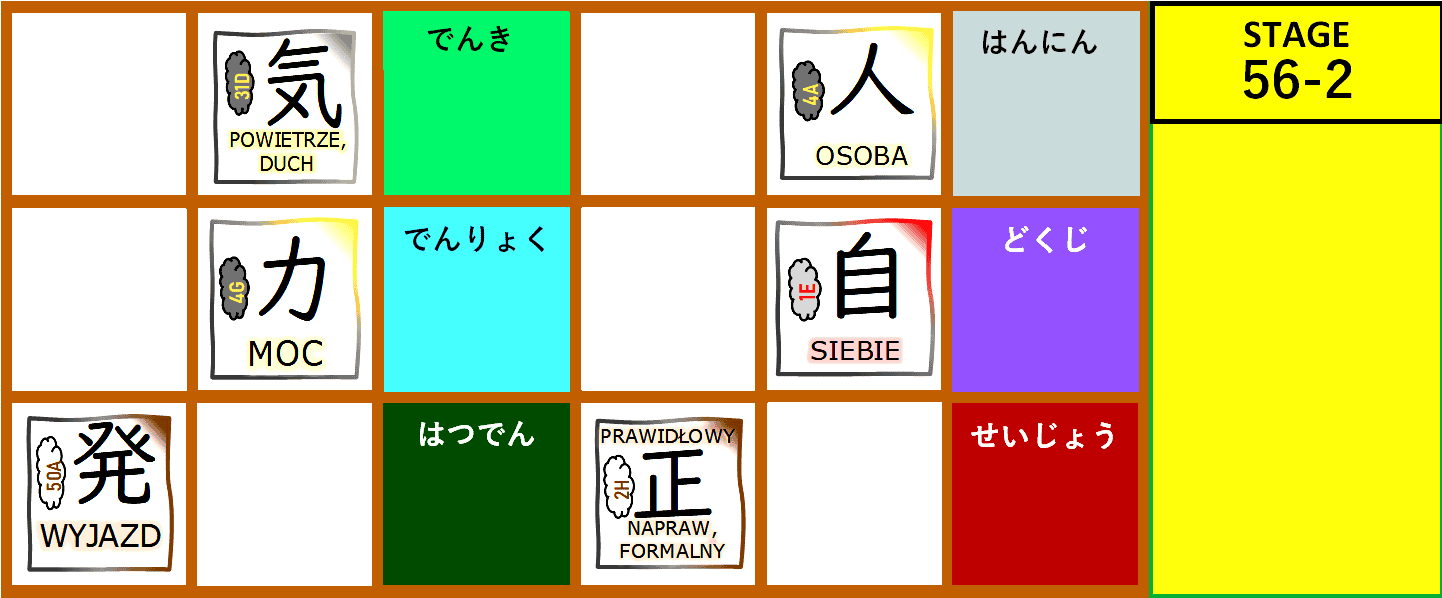 31D
気
POWIETRZE,
DUCH
でんき
4A
人
OSOBA
はんにん
STAGE
56-2
4G
力
MOC
でんりょく
1E
自
SIEBIE
どくじ
50A
発
WYJAZD
はつでん
PRAWIDŁOWY
2H
正
NAPRAW,
FORMALNY
せいじょう